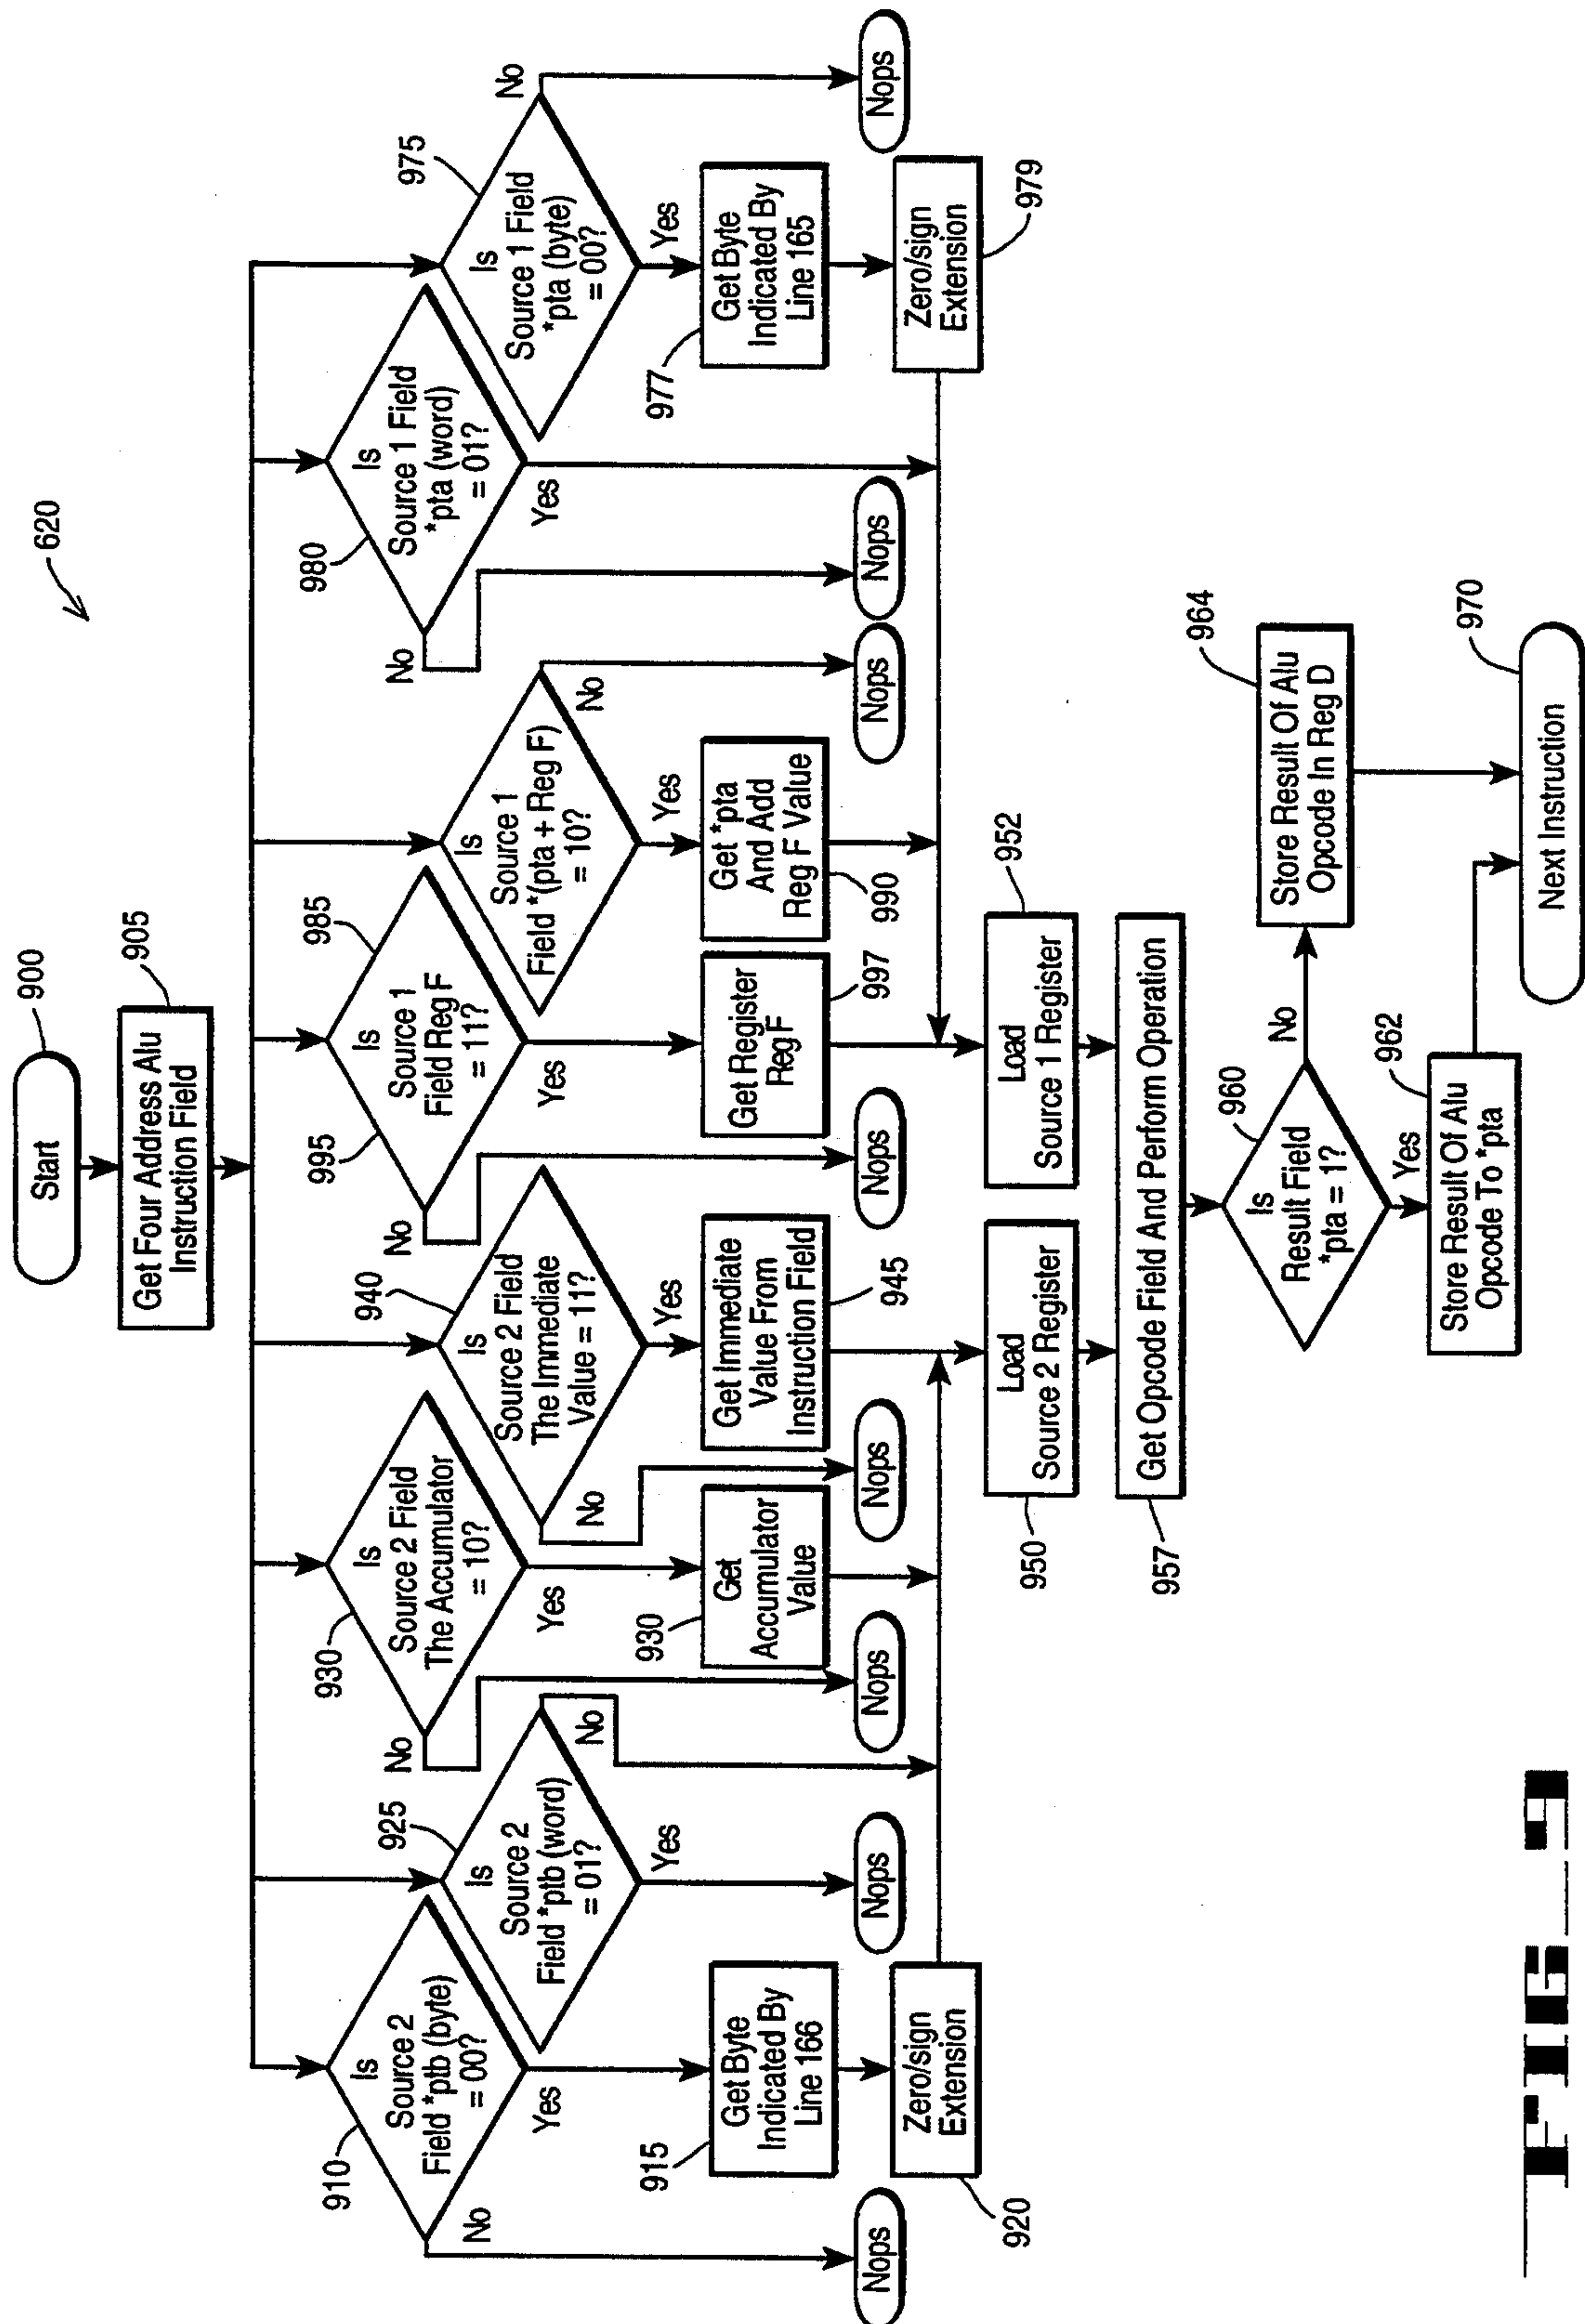 620
Start
900
Get Four Address Alu
Instruction Field
905
Is
Source 2
Field *ptb (byte)
= 00?
910
No
Yes
Nops
Get Byte
Indicated By
Line 166
915
Zero/sign
Extension
920
Is
Source 2
Field *ptb (word)
= 01?
925
No
Yes
Nops
Is
Source 2 Field
The Accumulator
= 10?
930
No
Yes
Nops
Get
Accumulator
Value
930
Is
Source 2 Field
The Immediate
Value = 11?
940
No
Yes
Nops
Get Immediate
Value From
Instruction Field
945
Is
Source 1
Field Reg F
= 11?
995
985
No
Yes
Nops
Get Register
Reg F
997
Is
Source 1
Field *(pta + Reg F)
= 10?
No
Yes
Nops
Get *pta
And Add
Reg F Value
990
Is
Source 1 Field
*pta (word)
= 01?
980
No
Yes
Nops
Is
Source 1 Field
*pta (byte)
= 00?
975
No
Yes
Nops
Get Byte
Indicated By
Line 165
977
Zero/sign
Extension
979
Load
Source 2 Register
950
Load
Source 1 Register
952
Get Opcode Field And Perform Operation
957
Is
Result Field
*pta = 1?
960
No
Yes
Store Result Of Alu
Opcode To *pta
962
Store Result Of Alu
Opcode In Reg D
964
Next Instruction
970
FIG_9